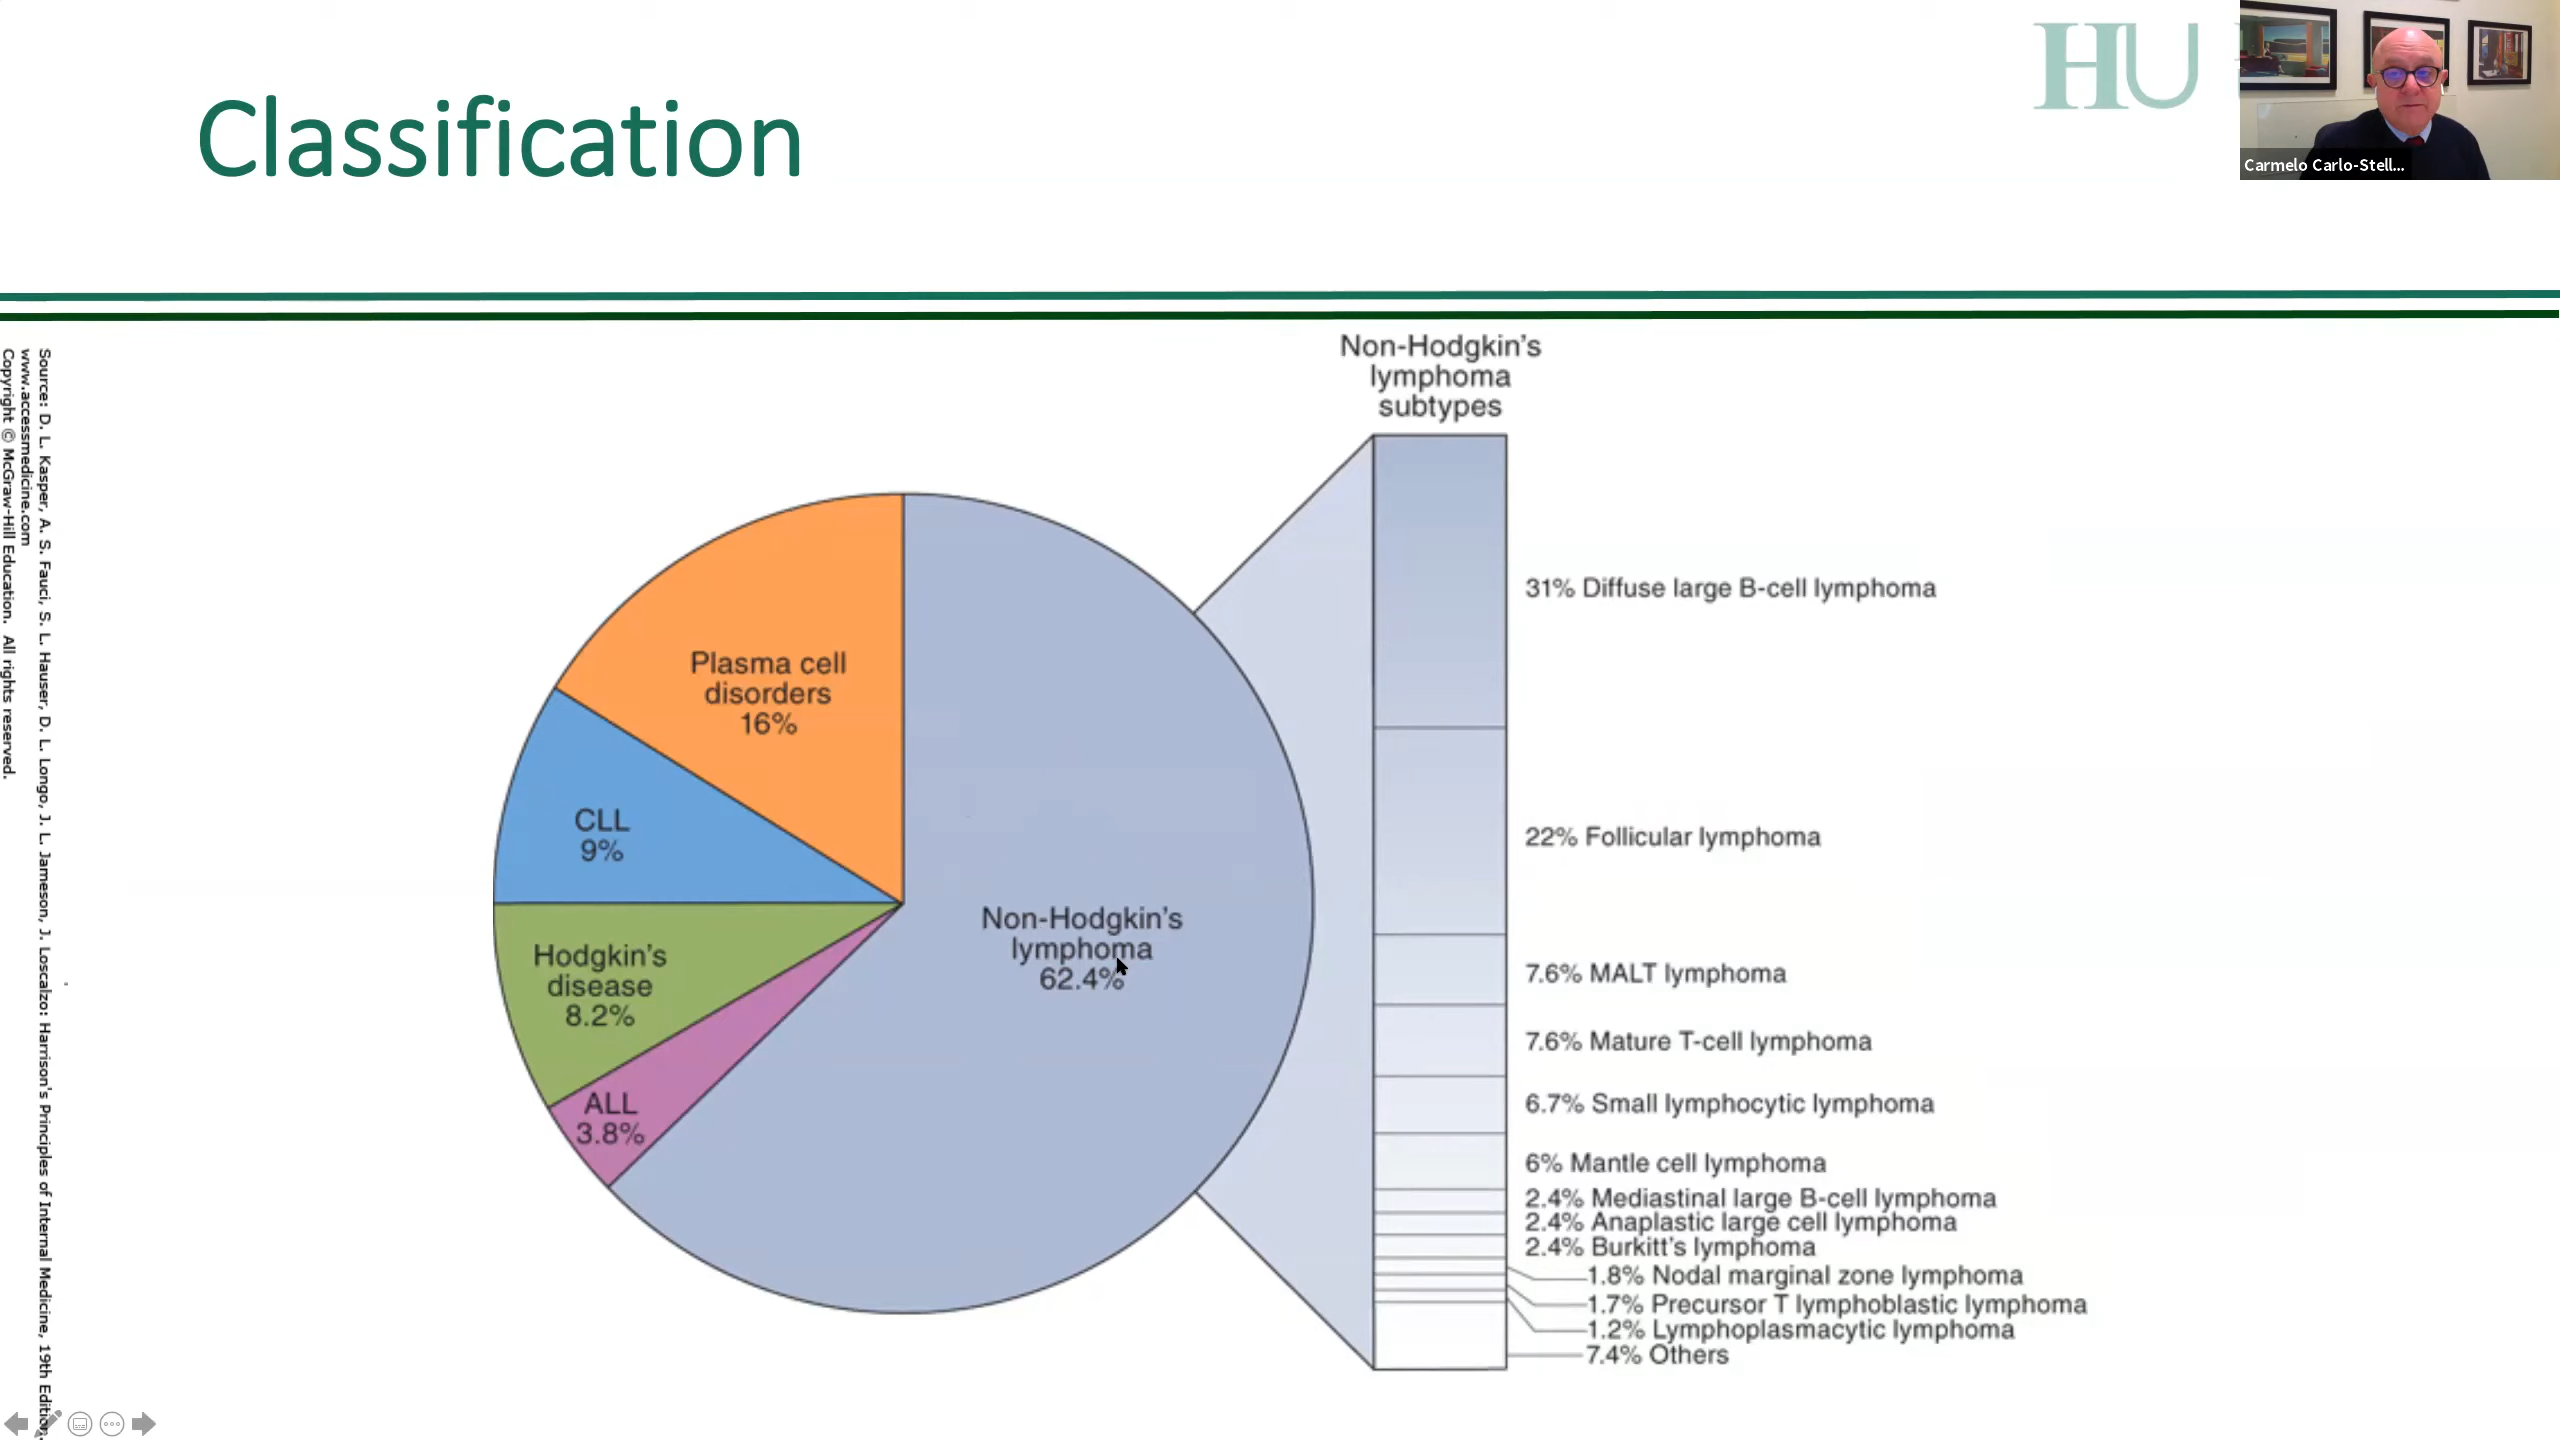 Classification
HU
Carmelo Carlo-Stell...
Source: D. L. Kasper, A. S. Fauci, S. L. Hauser, D. L. Longo, J. L. Jameson, J. Loscalzo: Harrison's Principles of Internal Medicine, 19th Edition.
www.accessmedicine.com
Copyright © McGraw-Hill Education. All rights reserved.
Plasma cell
disorders
16%
CLL
9%
Hodgkin's
disease
8.2%
ALL
3.8%
Non-Hodgkin's
lymphoma
62.4%
Non-Hodgkin's
lymphoma
subtypes
31% Diffuse large B-cell lymphoma
22% Follicular lymphoma
7.6% MALT lymphoma
7.6% Mature T-cell lymphoma
6.7% Small lymphocytic lymphoma
6% Mantle cell lymphoma
2.4% Mediastinal large B-cell lymphoma
2.4% Anaplastic large cell lymphoma
2.4% Burkitt's lymphoma
1.8% Nodal marginal zone lymphoma
1.7% Precursor T lymphoblastic lymphoma
1.2% Lymphoplasmacytic lymphoma
7.4% Others